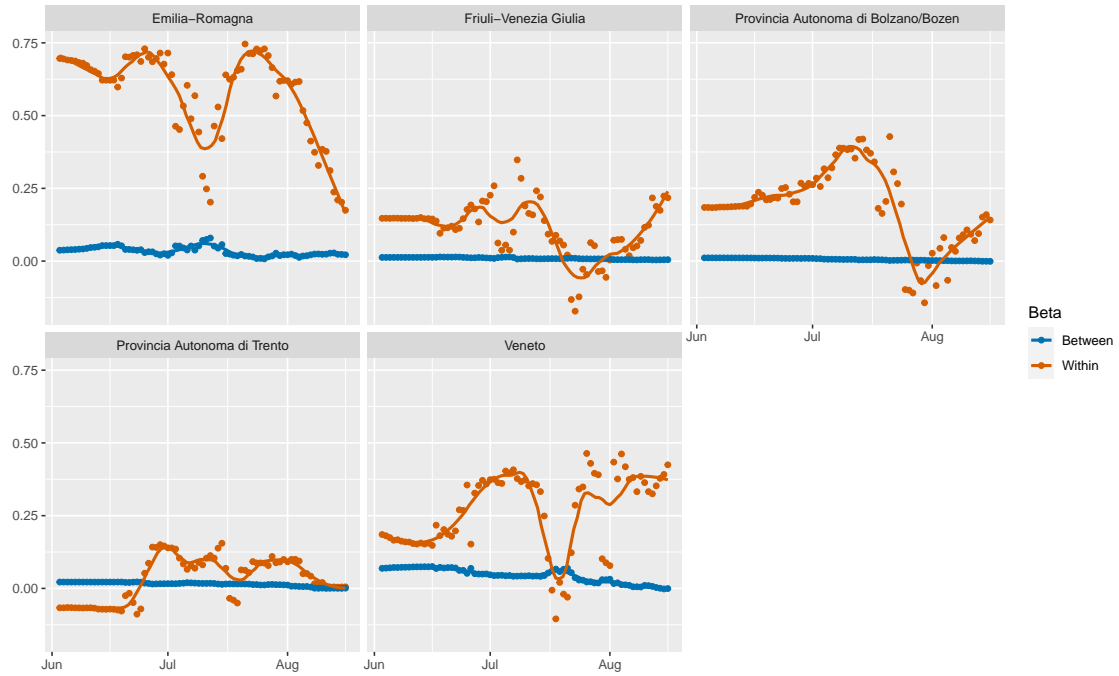 Emilia−Romagna
Friuli−Venezia Giulia
Provincia Autonoma di Bolzano/Bozen
0.75
0.50
0.25
0.00
Jun
Jul
Aug
Provincia Autonoma di Trento
Veneto
0.75
0.50
0.25
0.00
Jun
Jul
Aug
Jun
Jul
Aug
Beta
Between
Within